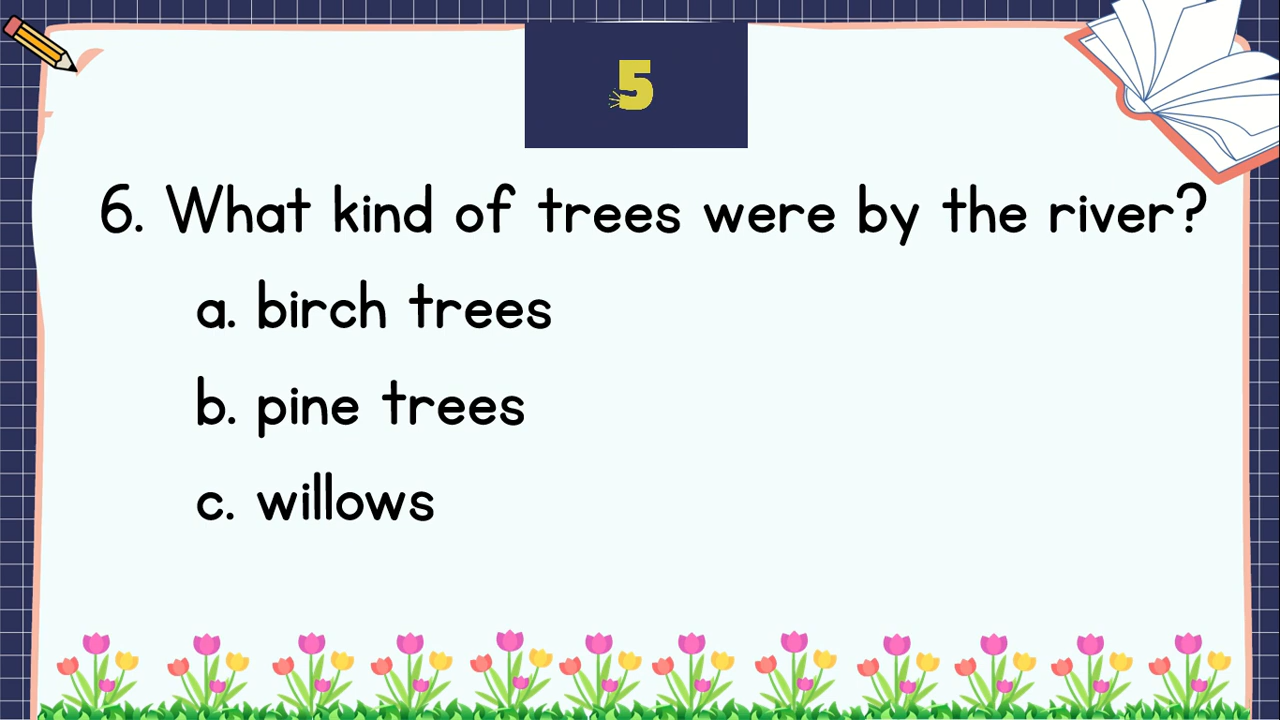 5
6. What kind of trees were by the river?
a. birch trees
b. pine trees
c. willows